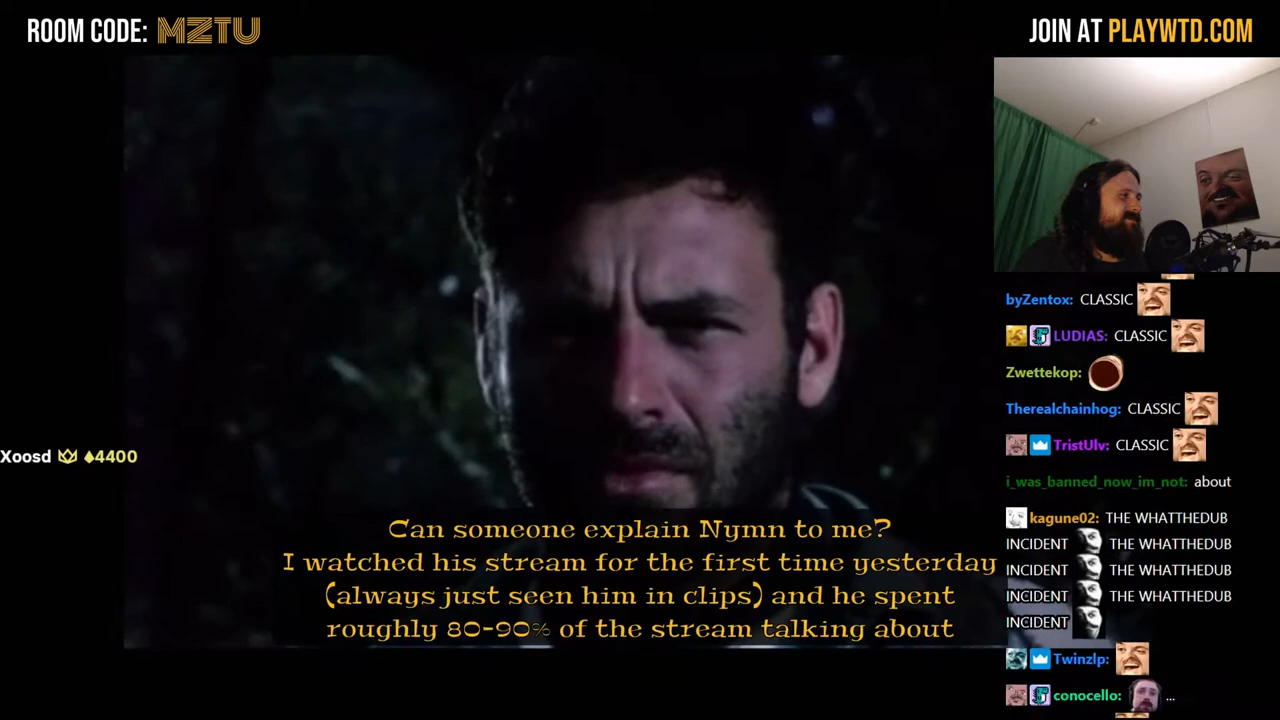 ROOM CODE: MZTU
JOIN AT PLAYWTD.COM
Xoosd 4400
Can someone explain Nymn to me?
I watched his stream for the first time yesterday
(always just seen him in clips) and he spent
roughly 80-90% of the stream talking about
byZentox: CLASSIC
LUDIAS: CLASSIC
Zwettekop:
Therealchainhog: CLASSIC
TristUlv: CLASSIC
i_was_banned_now_im_not: about
kagune02: THE WHATTHEDUB
INCIDENT THE WHATTHEDUB
INCIDENT THE WHATTHEDUB
INCIDENT THE WHATTHEDUB
INCIDENT
Twinzlp:
conocello: ...